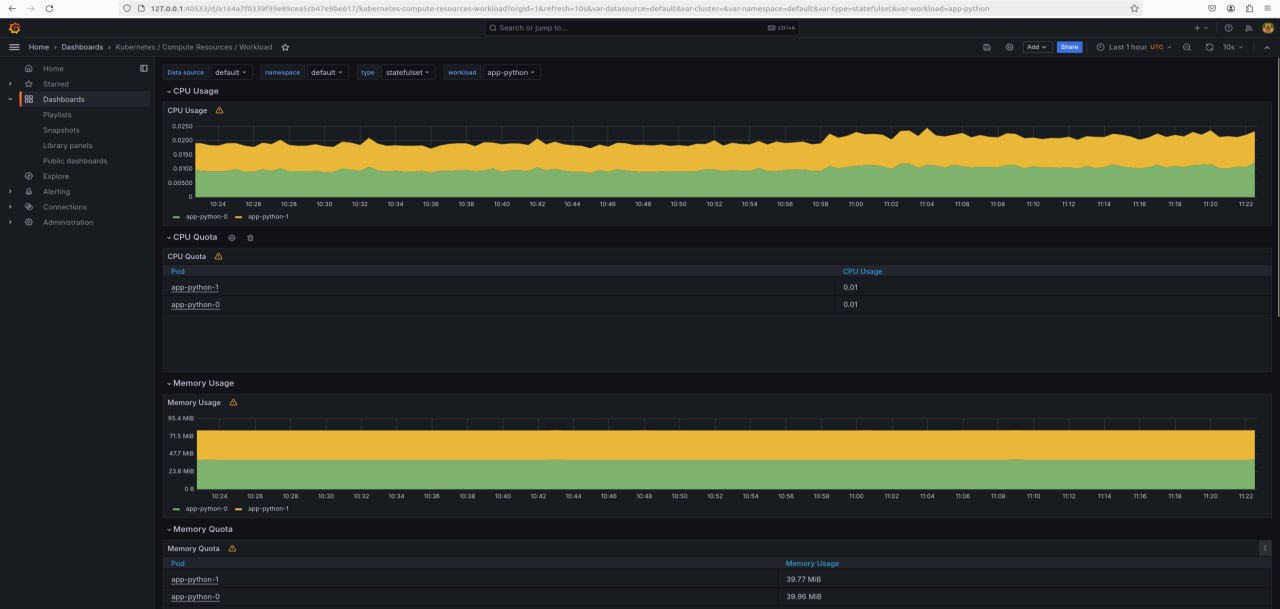 127.0.0.1:40533/d/a164a7f0339f99e89cea5cb47e9be617/kubernetes-compute-resources-workload?orgId=1&refresh=10s&var-datasource=default&var-cluster=&var-namespace=default&var-type=statefulset&var-workload=app-python
Search or jump to... ctrl+k
Home › Dashboards › Kubernetes / Compute Resources / Workload
Add Share Last 1 hour UTC 10s
Home
Starred
Dashboards
Playlists
Snapshots
Library panels
Public dashboards
Explore
Alerting
Connections
Administration
Data source default namespace default type statefulset workload app-python
CPU Usage
CPU Usage
0.0250
0.0200
0.0150
0.0100
0.00500
0
10:24 10:26 10:28 10:30 10:32 10:34 10:36 10:38 10:40 10:42 10:44 10:46 10:48 10:50 10:52 10:54 10:56 10:58 11:00 11:02 11:04 11:06 11:08 11:10 11:12 11:14 11:16 11:18 11:20 11:22
app-python-0 app-python-1
CPU Quota
CPU Quota
Pod CPU Usage
app-python-1 0.01
app-python-0 0.01
Memory Usage
Memory Usage
95.4 MiB
71.5 MiB
47.7 MiB
23.8 MiB
0 B
10:24 10:26 10:28 10:30 10:32 10:34 10:36 10:38 10:40 10:42 10:44 10:46 10:48 10:50 10:52 10:54 10:56 10:58 11:00 11:02 11:04 11:06 11:08 11:10 11:12 11:14 11:16 11:18 11:20 11:22
app-python-0 app-python-1
Memory Quota
Memory Quota
Pod Memory Usage
app-python-1 39.77 MiB
app-python-0 39.96 MiB